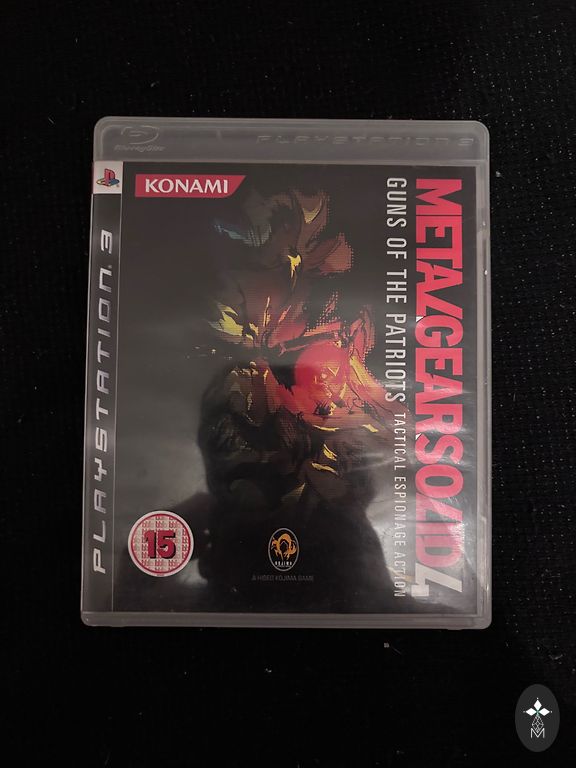 Blu-ray Disc
PLAYSTATION 3
PLAYSTATION 3
KONAMI
METAL GEAR SOLID 4
GUNS OF THE PATRIOTS
TACTICAL ESPIONAGE ACTION
15
KOJIMA
A HIDEO KOJIMA GAME
M